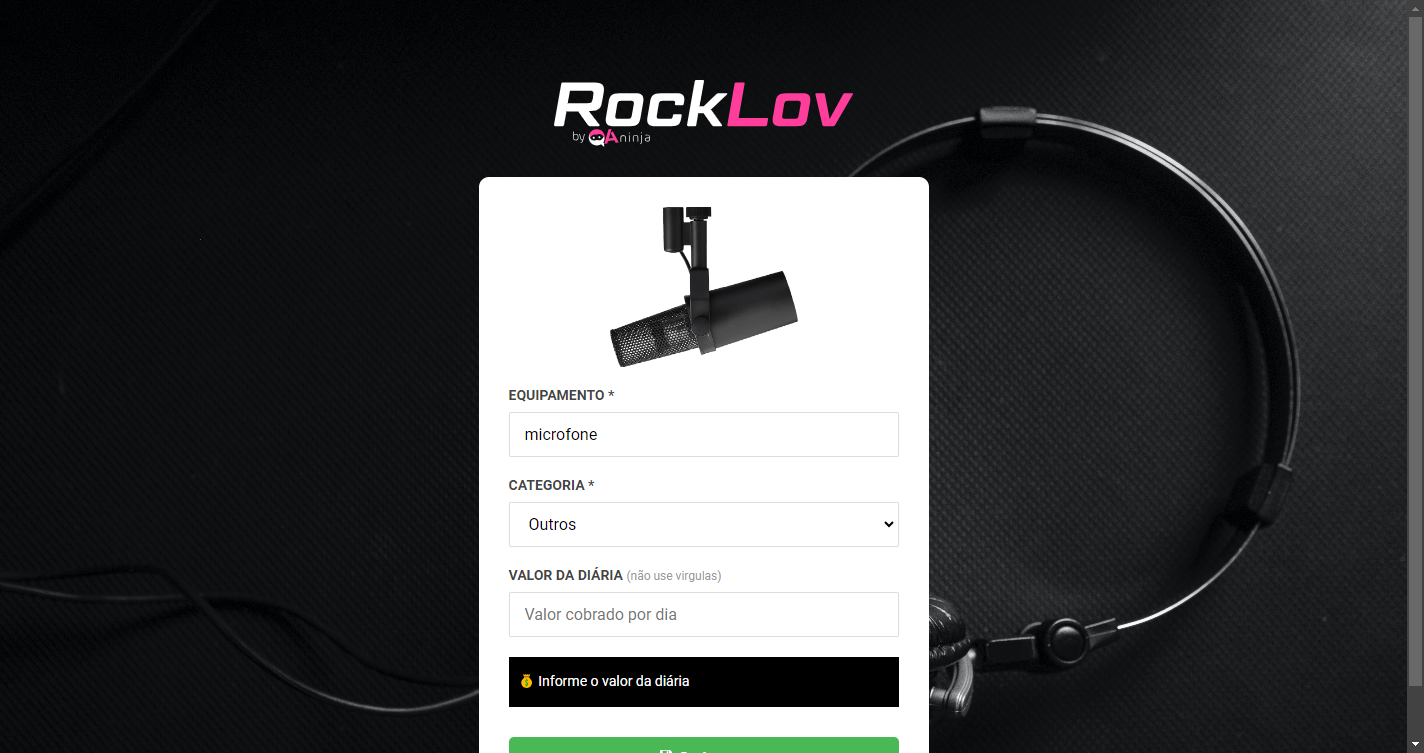 RockLov
by QAninja
EQUIPAMENTO *
microfone
CATEGORIA *
Outros
VALOR DA DIÁRIA (não use virgulas)
Valor cobrado por dia
💰 Informe o valor da diária